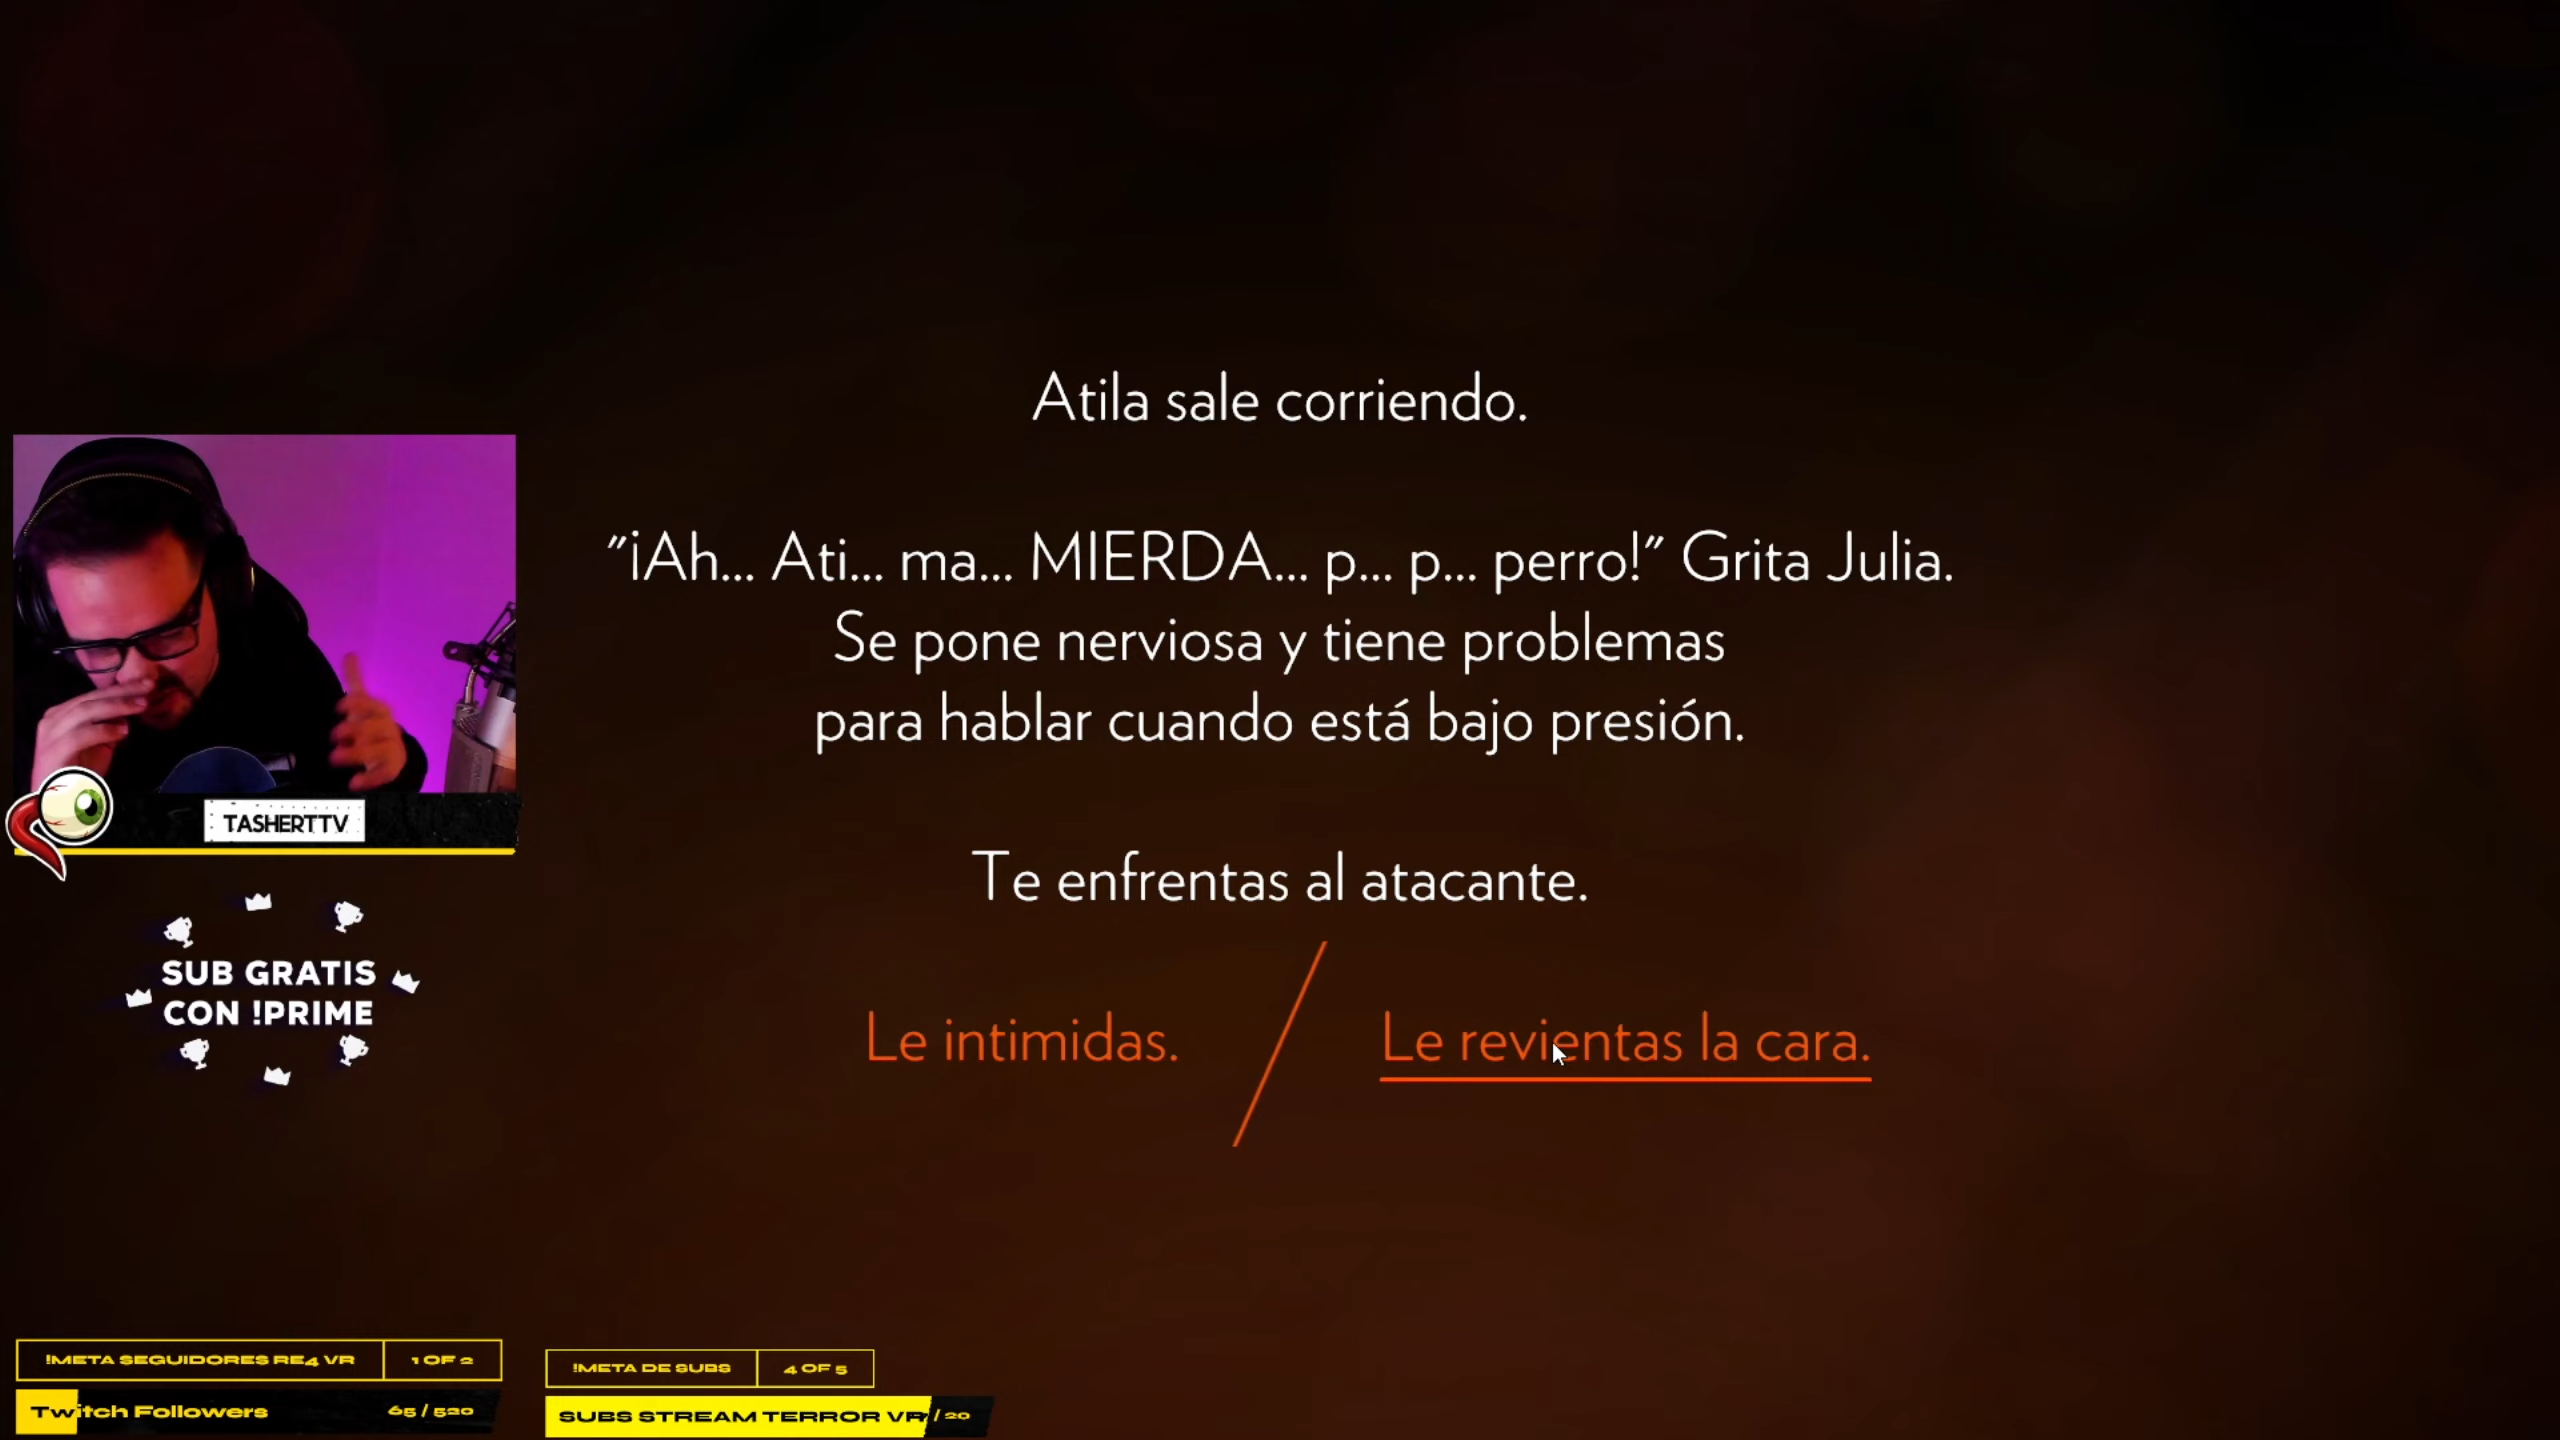 Atila sale corriendo.
"¡Ah... Ati... ma... MIERDA... p... p... perro!" Grita Julia.
Se pone nerviosa y tiene problemas
para hablar cuando está bajo presión.
Te enfrentas al atacante.
Le intimidas.
Le revientas la cara.
TASHERTTV
SUB GRATIS
CON !PRIME
!META SEGUIDORES RE4 VR 1 OF 2
Twitch Followers 65 / 520
!META DE SUBS 4 OF 5
SUBS STREAM TERROR VR / 20